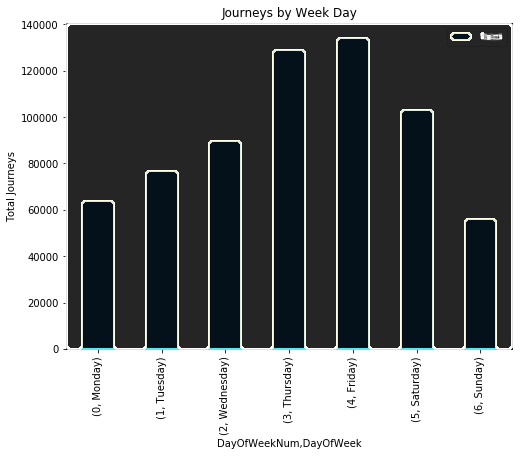 Journeys by Week Day
140000
120000
100000
80000
60000
40000
20000
0
Total Journeys
(0, Monday)
(1, Tuesday)
(2, Wednesday)
(3, Thursday)
(4, Friday)
(5, Saturday)
(6, Sunday)
DayOfWeekNum,DayOfWeek